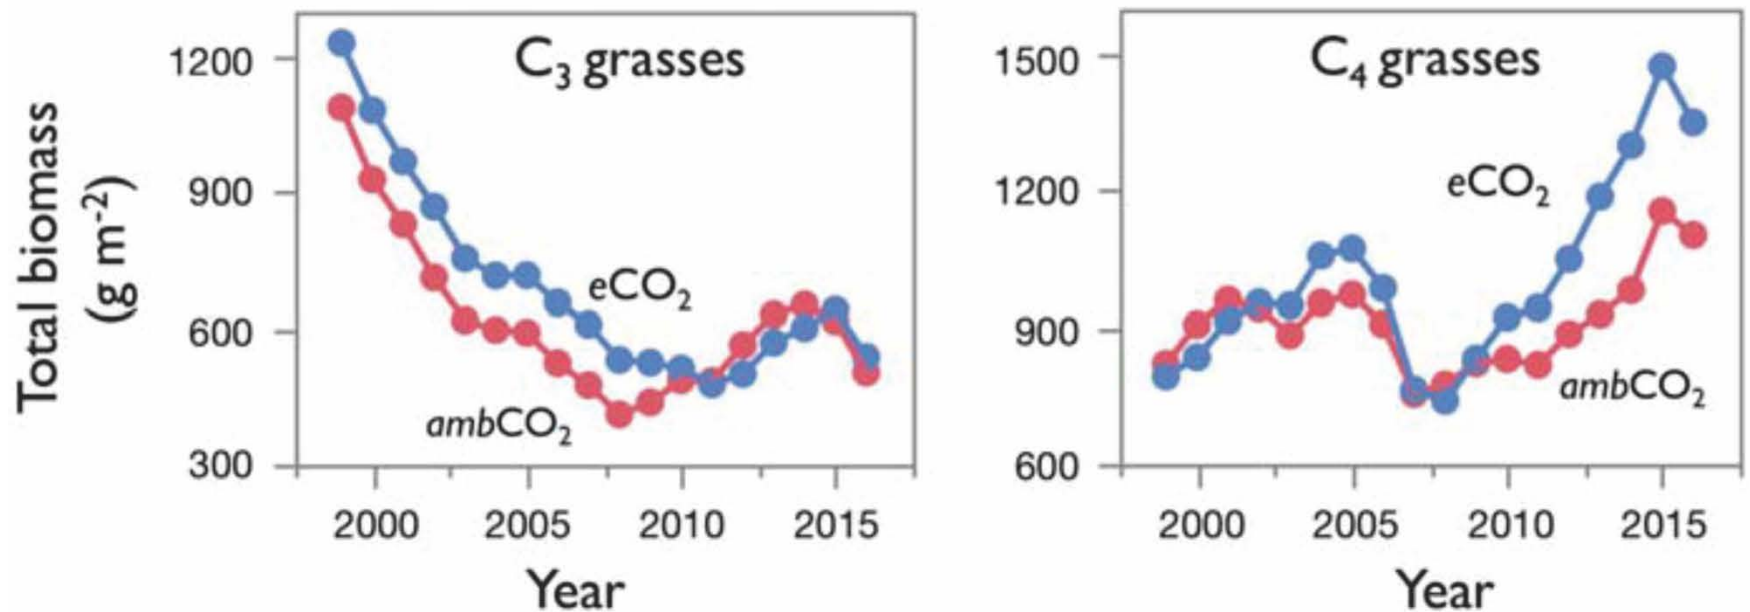 Total biomass
(g m⁻²)
C₃ grasses
1200
900
600
300
eCO₂
ambCO₂
2000 2005 2010 2015
Year
C₄ grasses
1500
1200
900
600
eCO₂
ambCO₂
2000 2005 2010 2015
Year